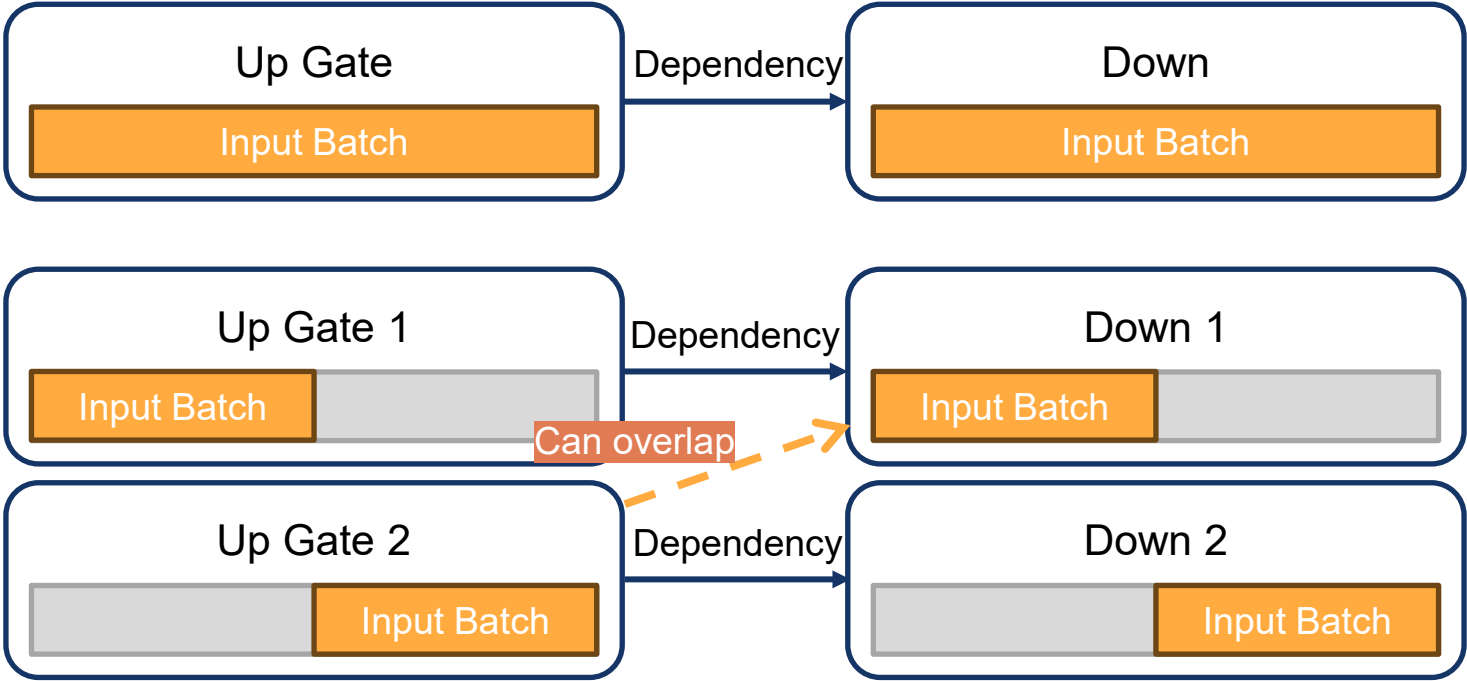 Up Gate
Dependency
Down
Input Batch
Input Batch
Up Gate 1
Dependency
Down 1
Input Batch
Input Batch
Can overlap
Up Gate 2
Dependency
Down 2
Input Batch
Input Batch